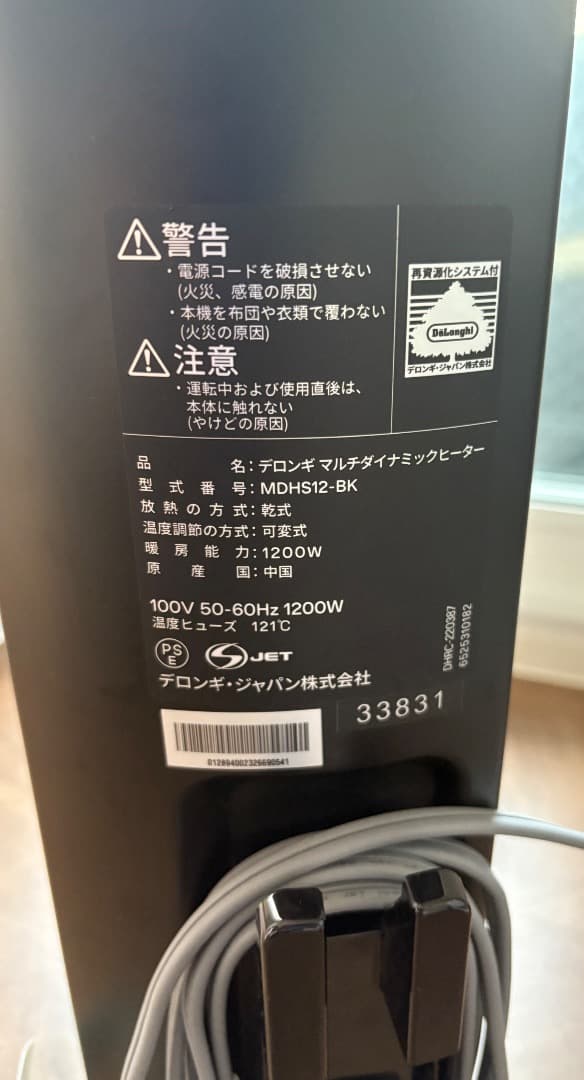 警告
・電源コードを破損させない
(火災、感電の原因)
・本機を布団や衣類で覆わない
(火災の原因)
注意
・運転中および使用直後は、
本体に触れない
(やけどの原因)
再資源化システム付
DeLonghi
デロンギ・ジャパン株式会社
品名：デロンギ マルチダイナミックヒーター
型式番号：MDHS12-BK
放熱の方式：乾式
温度調節の方式：可変式
暖房能力：1200W
原産国：中国
100V 50-60Hz 1200W
温度ヒューズ 121℃
PSE
JET
デロンギ・ジャパン株式会社
DHRC-220387
6525310182
33831
012894002326690541